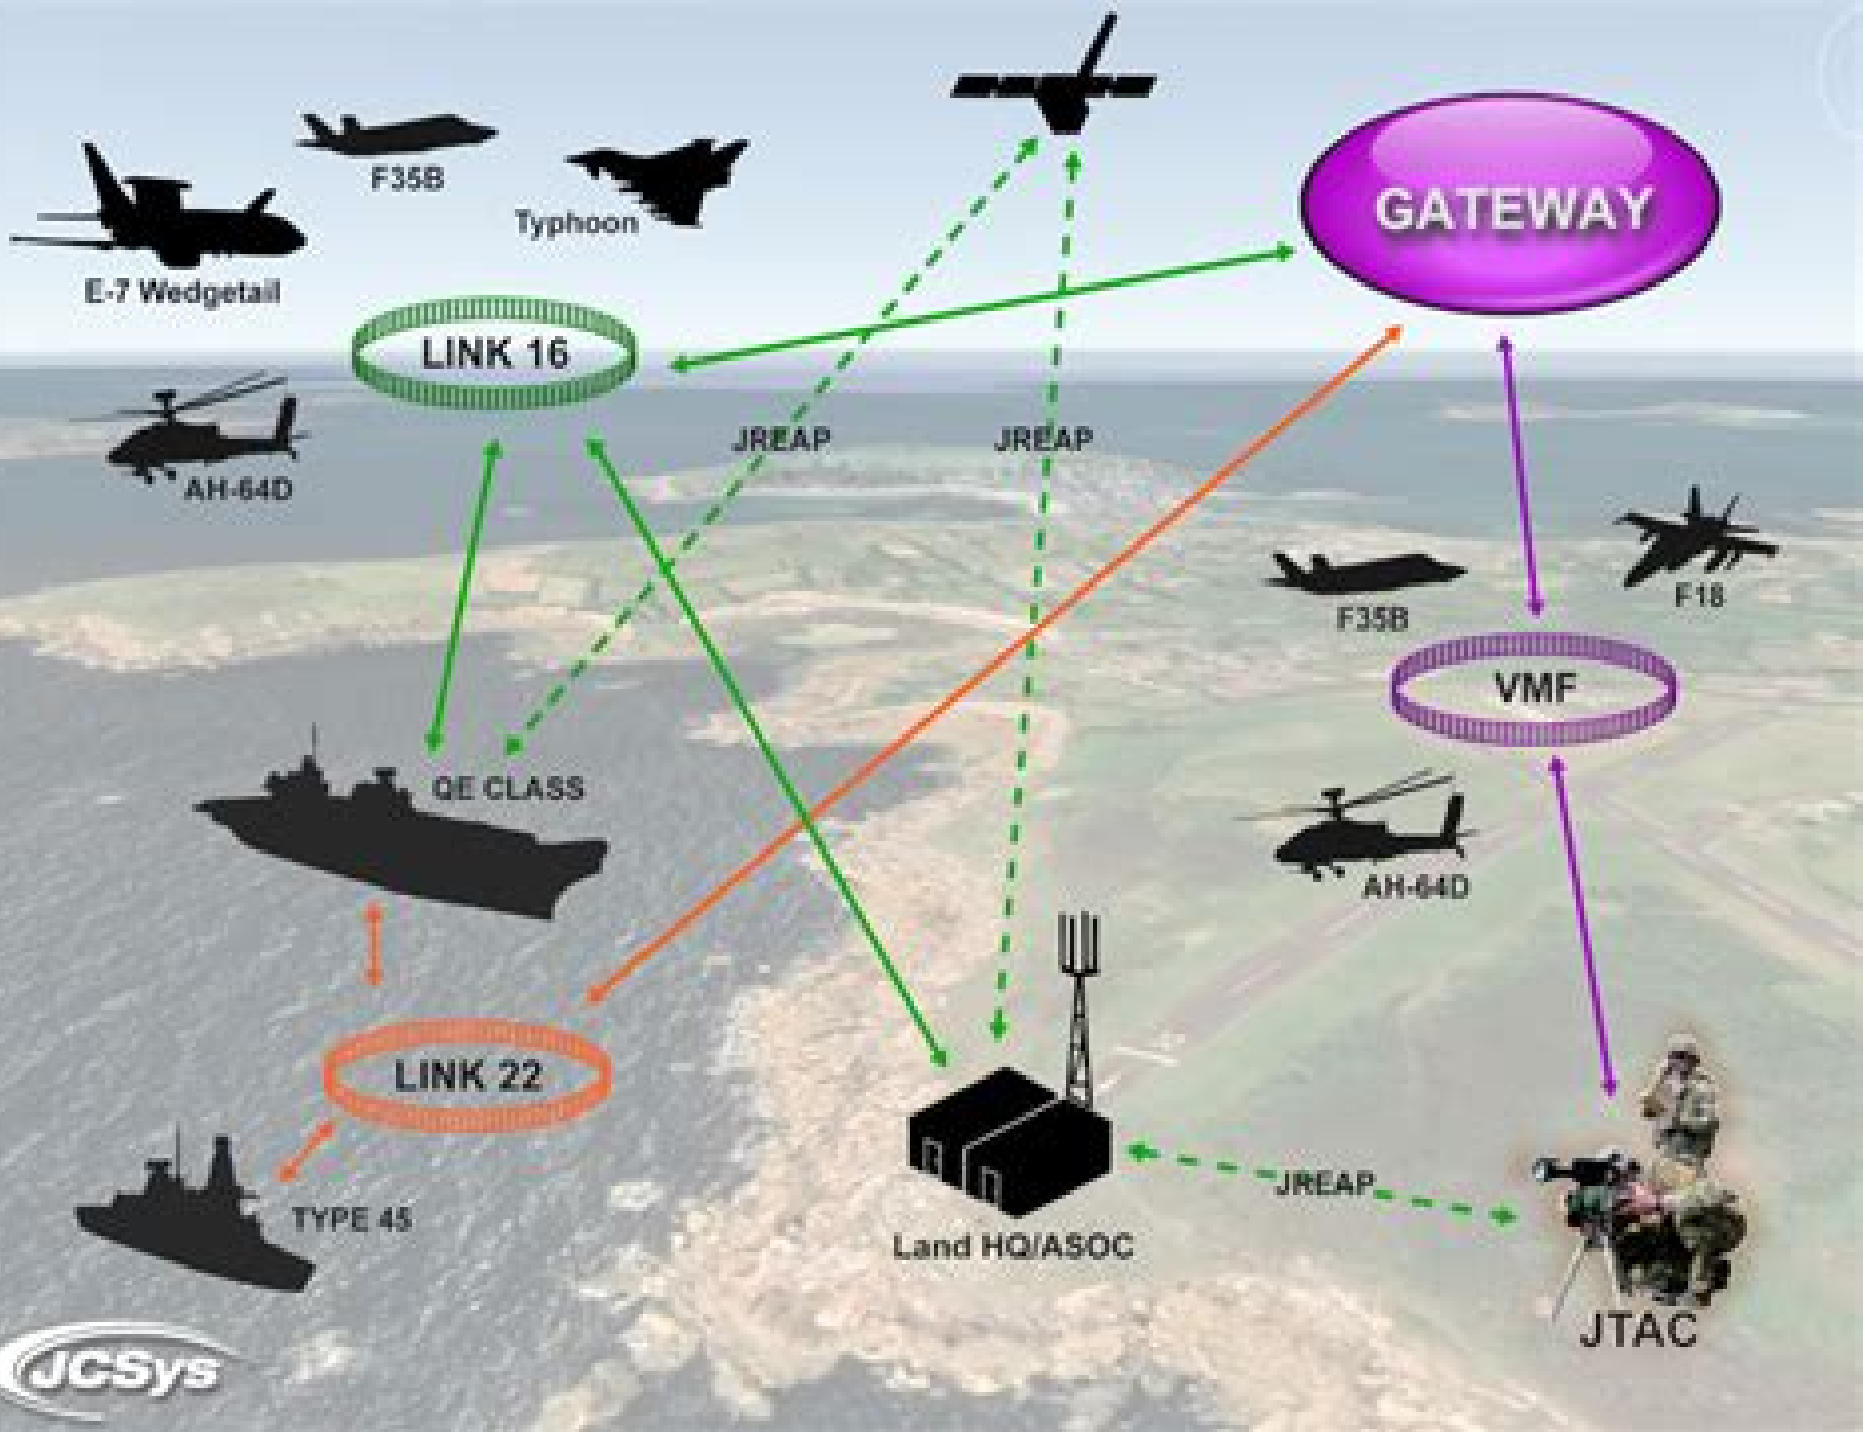 F35B
Typhoon
E-7 Wedgetail
GATEWAY
LINK 16
AH-64D
JREAP
JREAP
F35B
F18
VMF
QE CLASS
AH-64D
LINK 22
TYPE 45
JREAP
Land HQ/ASOC
JTAC
JCSys